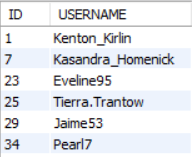 ID USERNAME
1 Kenton_Kirlin
7 Kasandra_Homenick
23 Eveline95
25 Tierra.Trantow
29 Jaime53
34 Pearl7